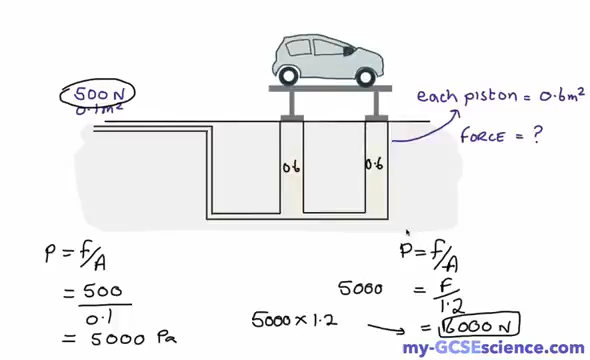 500 N
0.1m²
each piston = 0.6m²
FORCE = ?
0.6
0.6
P = f/A
= 500
0.1
= 5000 Pa
P = f/A
5000 = F
1.2
5000 x 1.2
= 6000 N
my-GCSEscience.com